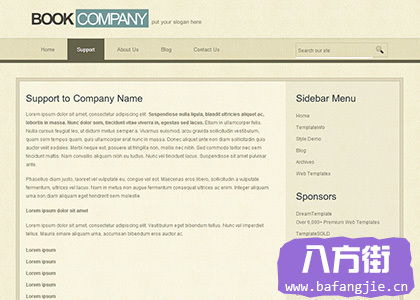 BOOK COMPANY put your slogan here
Home Support About Us Blog Contact Us Search our site
Support to Company Name
Lorem ipsum dolor sit amet, consectetur adipiscing elit. Suspendisse nulla ligula, blandit aliquet ac,
lobortis in massa. Nunc dolor sem, tincidunt vitae viverra in, egestas sed lacus. Etiam in ullamcorper felis.
Nulla cursus feugiat leo, ut dictum metus semper a. Vivamus euismod, arcu gravida sollicitudin vestibulum,
quam sem tempus quam, quis ullamcorper erat nunc in massa. Donec aliquet ante non diam sollicitudin quis
auctor velit sodales. Morbi neque est, posuere at fringilla non, mollis nec nibh. Sed commodo tortor nec sem
tincidunt mattis. Nam convallis aliquam nibh eu luctus. Nunc vel tincidunt lacus. Suspendisse sit amet pulvinar
ante.
Phasellus diam justo, laoreet vel vulputate eu, congue vel est. Maecenas eros libero, sollicitudin a vulputate
fermentum, ultrices vel lacus. Nam in metus non augue fermentum consequat ultrices ac enim. Integer aliquam urna
non diam aliquam eget euismod sem viverra.
Lorem ipsum dolor sit amet
Lorem ipsum dolor sit amet, consectetur adipiscing elit. Vestibulum eget bibendum tellus. Nunc vel imperdiet
tellus. Mauris ornare aliquam urna, accumsan bibendum eros auctor ac.
Lorem ipsum
Lorem ipsum
Lorem ipsum
Lorem ipsum
Lorem ipsum
Sidebar Menu
Home
TemplateInfo
Style Demo
Blog
Archives
Web Templates
Sponsors
DreamTemplate
Over 6,000+ Premium Web Templates
TemplateSOLD
八方街
www.bafangjie.cn